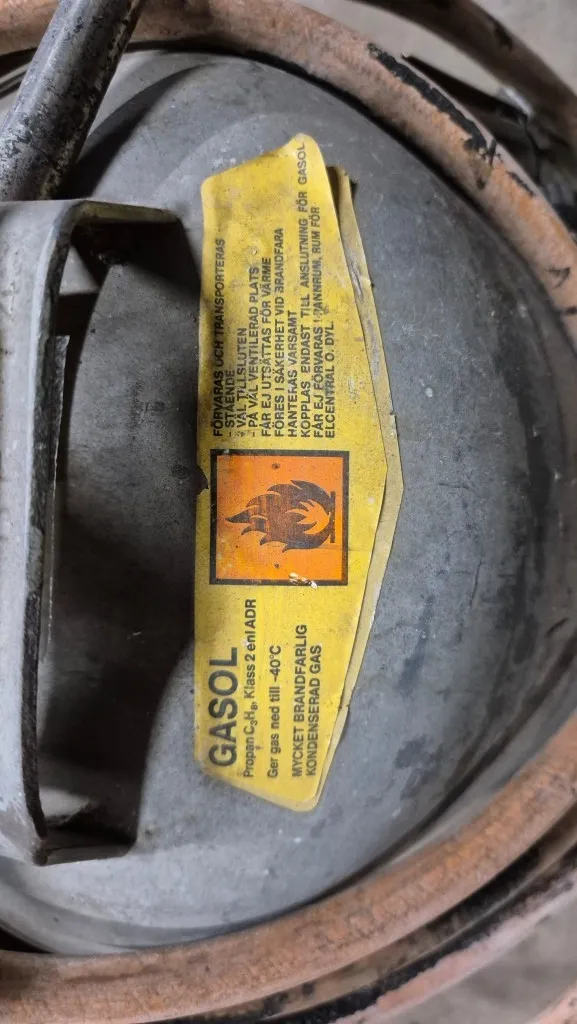 GASOL
Propan C₃H₈, Klass 2 enl ADR
Ger gas ned till -40°C
MYCKET BRANDFARLIG
KONDENSERAD GAS
FÖRVARAS OCH TRANSPORTERAS
- STÅENDE
- VÄL TILLSLUTEN
- PÅ VÄL VENTILERAD PLATS
FÅR EJ UTSÄTTAS FÖR VÄRME
FÖRES I SÄKERHET VID BRANDFARA
HANTERAS VARSAMT
KOPPLAS ENDAST TILL ANSLUTNING FÖR GASOL
FÅR EJ FÖRVARAS I PANNRUM, RUM FÖR
ELCENTRAL O. DYL.